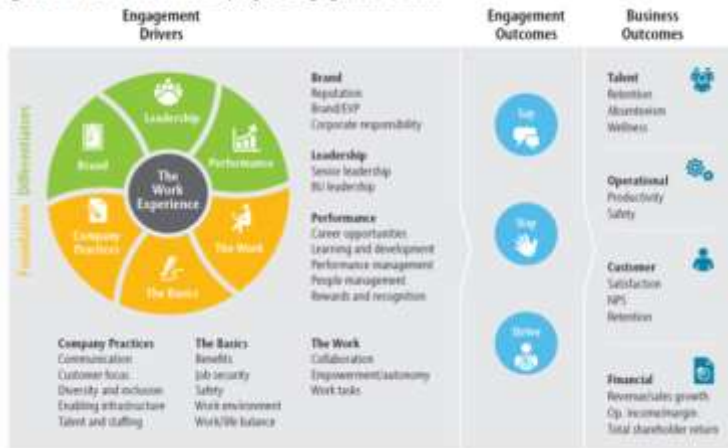 Engagement
Drivers
Engagement
Outcomes
Business
Outcomes
Foundation Differentiators
Leadership
Brand
Performance
The
Work
Experience
Company
Practices
The Work
The Basics
Brand
Reputation
Brand/EVP
Corporate responsibility
Leadership
Senior leadership
BU leadership
Performance
Career opportunities
Learning and development
Performance management
People management
Rewards and recognition
Company Practices
Communication
Customer focus
Diversity and inclusion
Enabling infrastructure
Talent and staffing
The Basics
Benefits
Job security
Safety
Work environment
Work/life balance
The Work
Collaboration
Empowerment/autonomy
Work tasks
Say
Stay
Strive
Talent
Retention
Absenteeism
Wellness
Operational
Productivity
Safety
Customer
Satisfaction
NPS
Retention
Financial
Revenue/sales growth
Op. income/margin
Total shareholder return